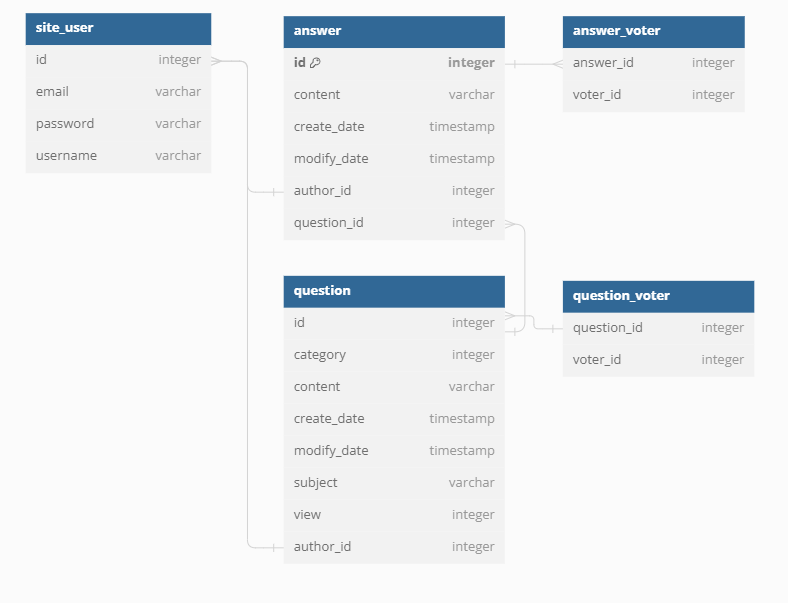 site_user
id integer
email varchar
password varchar
username varchar
answer
id integer
content varchar
create_date timestamp
modify_date timestamp
author_id integer
question_id integer
answer_voter
answer_id integer
voter_id integer
question
id integer
category integer
content varchar
create_date timestamp
modify_date timestamp
subject varchar
view integer
author_id integer
question_voter
question_id integer
voter_id integer